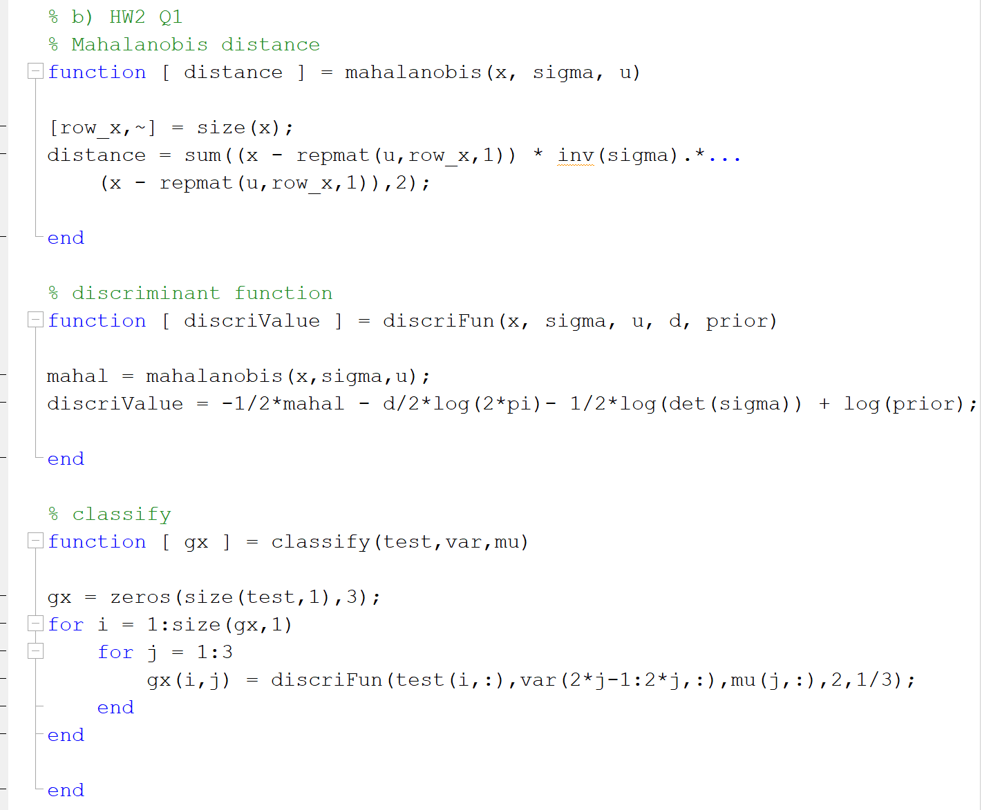 % b) HW2 Q1
% Mahalanobis distance
function [ distance ] = mahalanobis(x, sigma, u)
[row_x,~] = size(x);
distance = sum((x - repmat(u,row_x,1)) * inv(sigma).*...
(x - repmat(u,row_x,1)),2);
end
% discriminant function
function [ discriValue ] = discriFun(x, sigma, u, d, prior)
mahal = mahalanobis(x,sigma,u);
discriValue = -1/2*mahal - d/2*log(2*pi)- 1/2*log(det(sigma)) + log(prior);
end
% classify
function [ gx ] = classify(test,var,mu)
gx = zeros(size(test,1),3);
for i = 1:size(gx,1)
for j = 1:3
gx(i,j) = discriFun(test(i,:),var(2*j-1:2*j,:),mu(j,:),2,1/3);
end
end
end